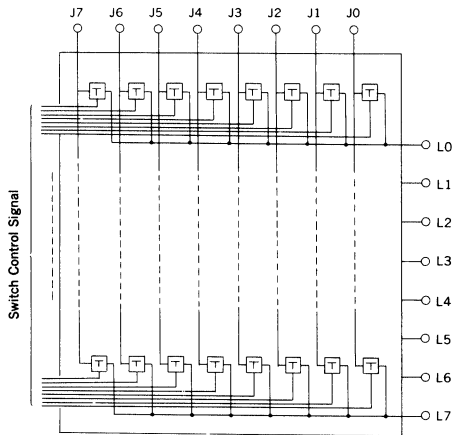 J7 J6 J5 J4 J3 J2 J1 J0
T T T T T T T T
L0
L1
L2
Switch Control Signal
L3
L4
L5
T T T T T T T T
L6
L7